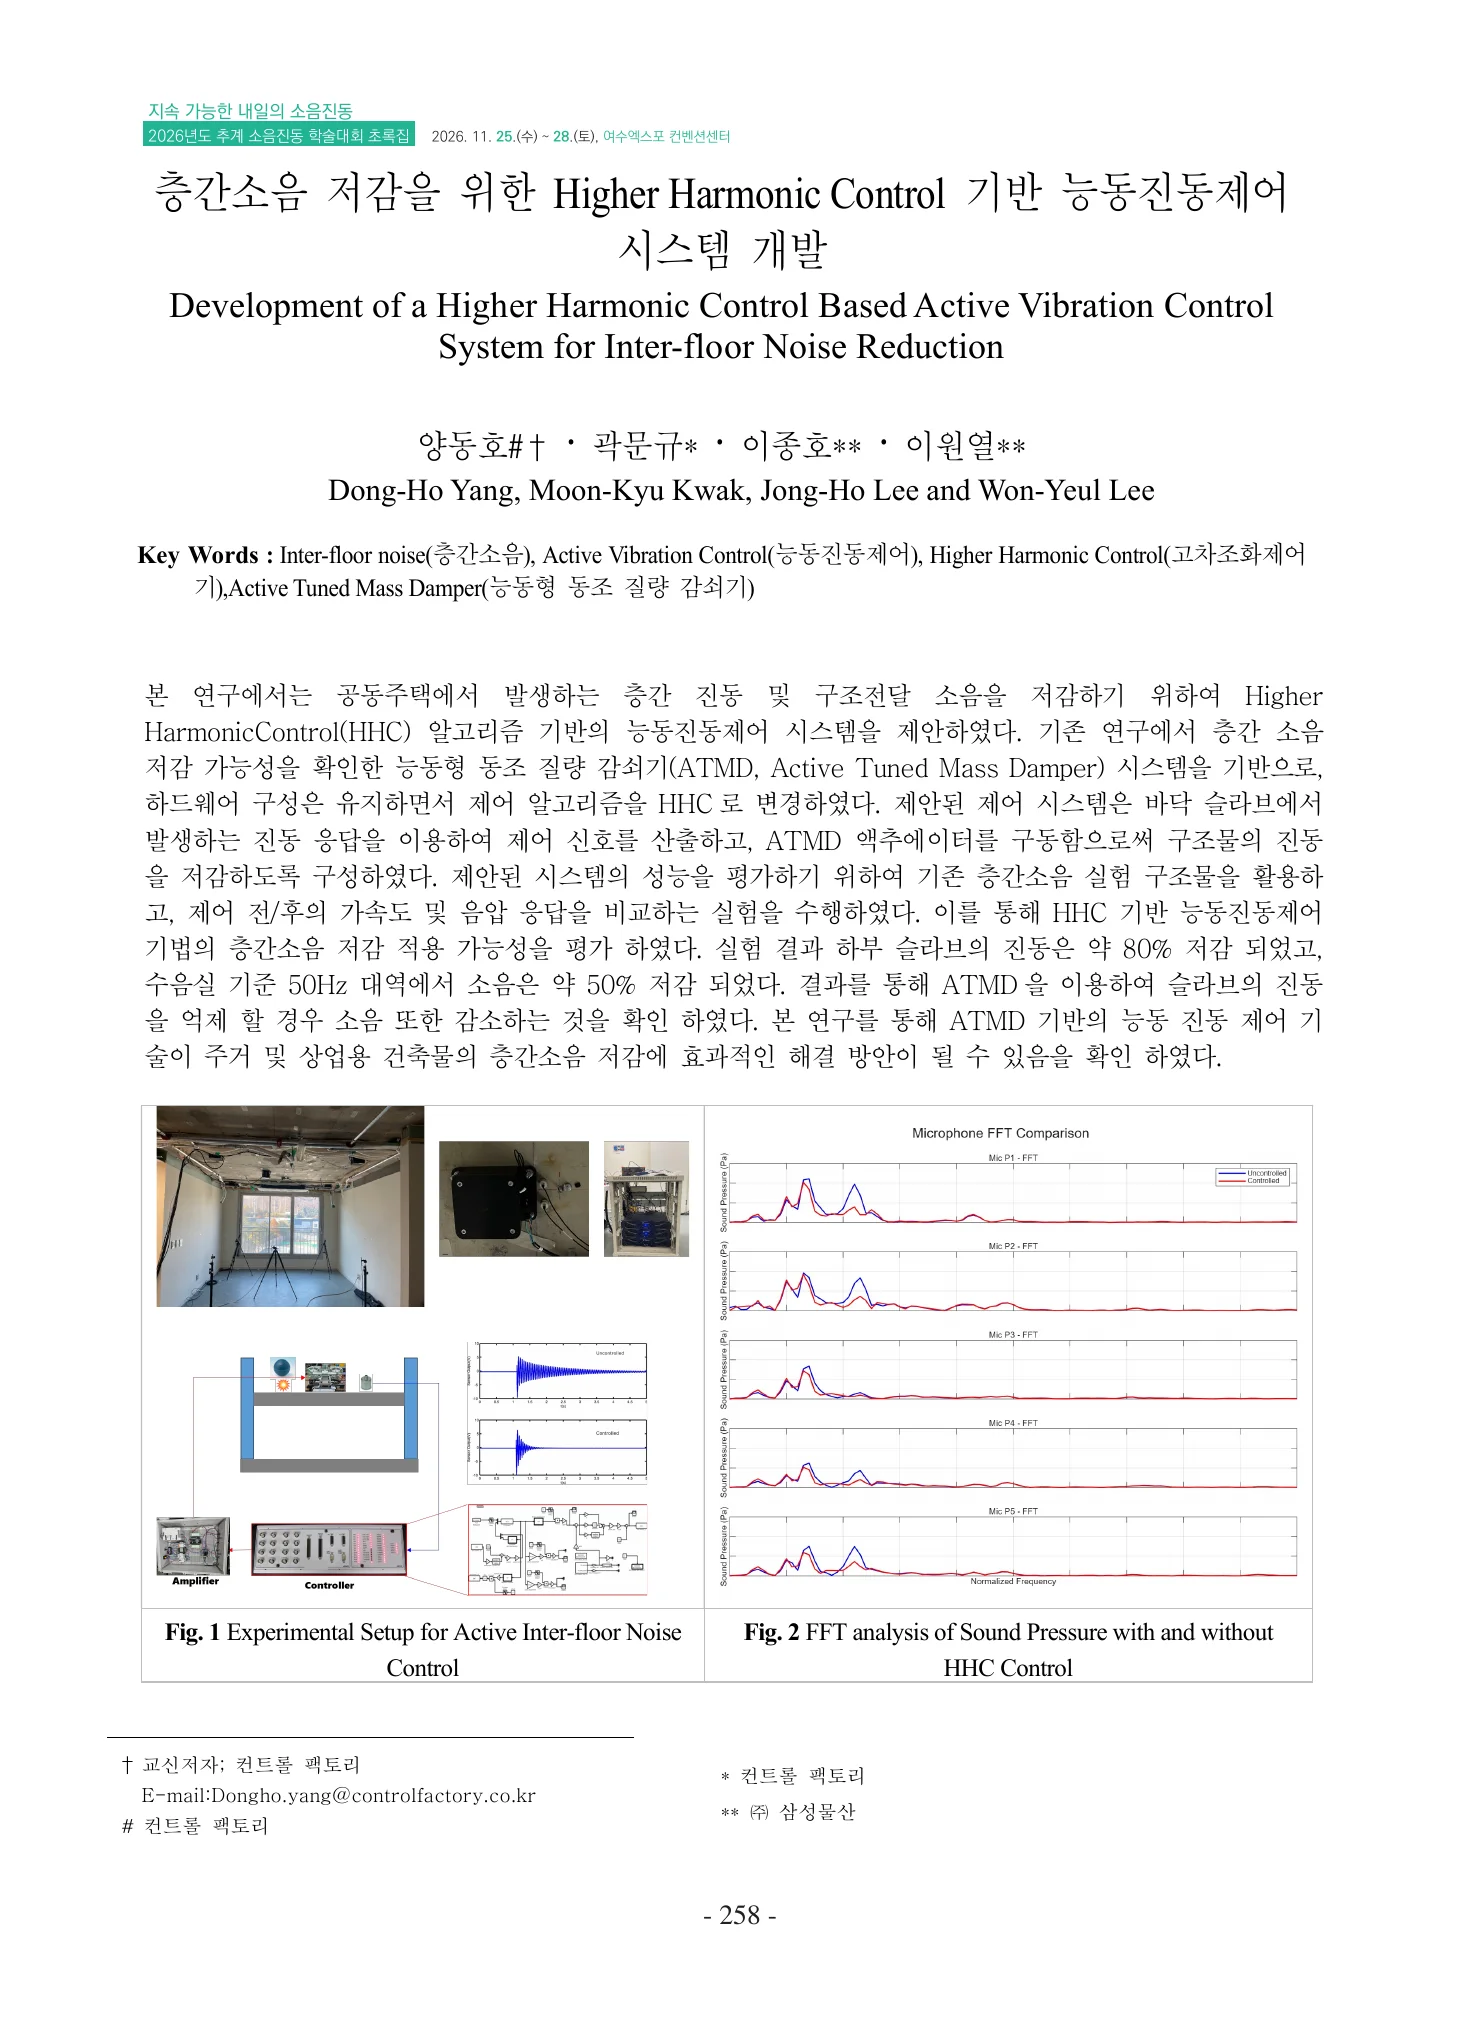 지속 가능한 내일의 소음진동
2026년도 추계 소음진동 학술대회 초록집 2026. 11. 25.(수) ~ 28.(토), 여수엑스포 컨벤션센터
층간소음 저감을 위한 Higher Harmonic Control 기반 능동진동제어
시스템 개발
Development of a Higher Harmonic Control Based Active Vibration Control
System for Inter-floor Noise Reduction
양동호#† · 곽문규* · 이종호** · 이원열**
Dong-Ho Yang, Moon-Kyu Kwak, Jong-Ho Lee and Won-Yeul Lee
Key Words : Inter-floor noise(층간소음), Active Vibration Control(능동진동제어), Higher Harmonic Control(고차조화제어
기),Active Tuned Mass Damper(능동형 동조 질량 감쇠기)
본 연구에서는 공동주택에서 발생하는 층간 진동 및 구조전달 소음을 저감하기 위하여 Higher
HarmonicControl(HHC) 알고리즘 기반의 능동진동제어 시스템을 제안하였다. 기존 연구에서 층간 소음
저감 가능성을 확인한 능동형 동조 질량 감쇠기(ATMD, Active Tuned Mass Damper) 시스템을 기반으로,
하드웨어 구성은 유지하면서 제어 알고리즘을 HHC로 변경하였다. 제안된 제어 시스템은 바닥 슬라브에서
발생하는 진동 응답을 이용하여 제어 신호를 산출하고, ATMD 액추에이터를 구동함으로써 구조물의 진동
을 저감하도록 구성하였다. 제안된 시스템의 성능을 평가하기 위하여 기존 층간소음 실험 구조물을 활용하
고, 제어 전/후의 가속도 및 음압 응답을 비교하는 실험을 수행하였다. 이를 통해 HHC 기반 능동진동제어
기법의 층간소음 저감 적용 가능성을 평가 하였다. 실험 결과 하부 슬라브의 진동은 약 80% 저감 되었고,
수음실 기준 50Hz 대역에서 소음은 약 50% 저감 되었다. 결과를 통해 ATMD을 이용하여 슬라브의 진동
을 억제 할 경우 소음 또한 감소하는 것을 확인 하였다. 본 연구를 통해 ATMD 기반의 능동 진동 제어 기
술이 주거 및 상업용 건축물의 층간소음 저감에 효과적인 해결 방안이 될 수 있음을 확인 하였다.
Uncontrolled
Controlled
Amplifier
Controller
Microphone FFT Comparison
Mic P1 - FFT
Sound Pressure (Pa)
Uncontrolled
Controlled
Mic P2 - FFT
Sound Pressure (Pa)
Mic P3 - FFT
Sound Pressure (Pa)
Mic P4 - FFT
Sound Pressure (Pa)
Mic P5 - FFT
Sound Pressure (Pa)
Normalized Frequency
Fig. 1 Experimental Setup for Active Inter-floor Noise
Control
Fig. 2 FFT analysis of Sound Pressure with and without
HHC Control
† 교신저자; 컨트롤 팩토리
E-mail:Dongho.yang@controlfactory.co.kr
# 컨트롤 팩토리
* 컨트롤 팩토리
** ㈜ 삼성물산
- 258 -